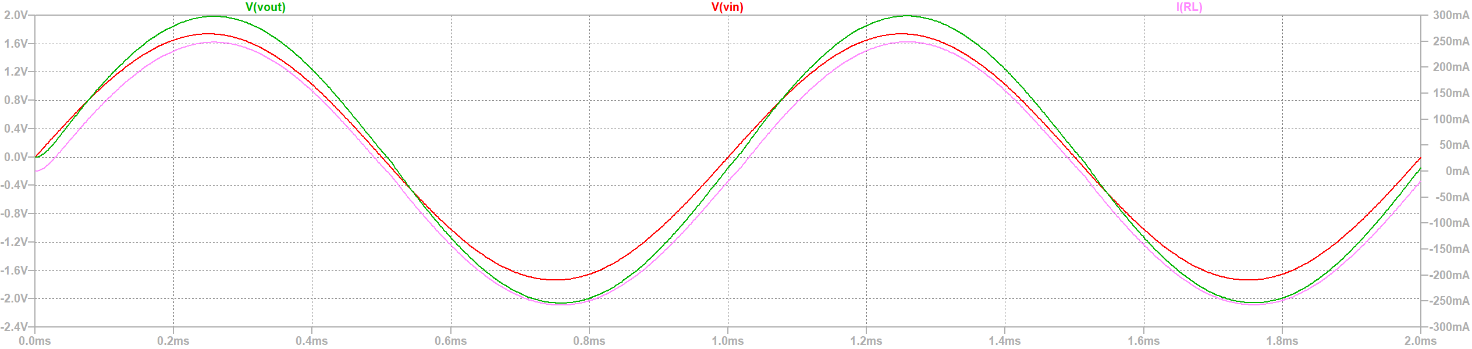 V(vout) V(vin) I(RL)
2.0V 300mA
1.6V 250mA
1.2V 200mA
0.8V 150mA
0.4V 100mA
0.0V 50mA
-0.4V 0mA
-0.8V -50mA
-1.2V -100mA
-1.6V -150mA
-2.0V -200mA
-2.4V -250mA
-300mA
0.0ms 0.2ms 0.4ms 0.6ms 0.8ms 1.0ms 1.2ms 1.4ms 1.6ms 1.8ms 2.0ms